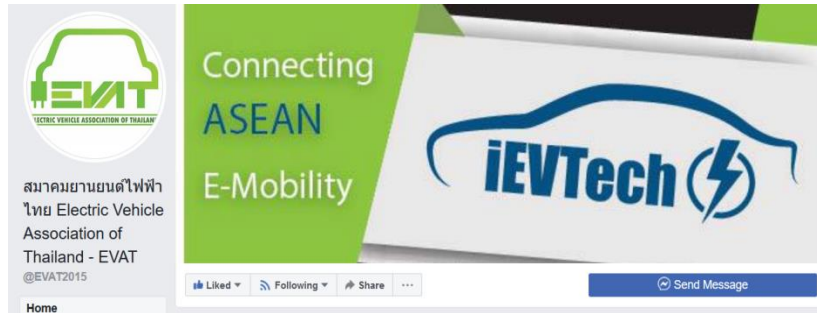 EVAT
ELECTRIC VEHICLE ASSOCIATION OF THAILAND
สมาคมยานยนต์ไฟฟ้า
ไทย Electric Vehicle
Association of
Thailand - EVAT
@EVAT2015
Home
Connecting
ASEAN
E-Mobility
iEVTech
Liked
Following
Share
Send Message